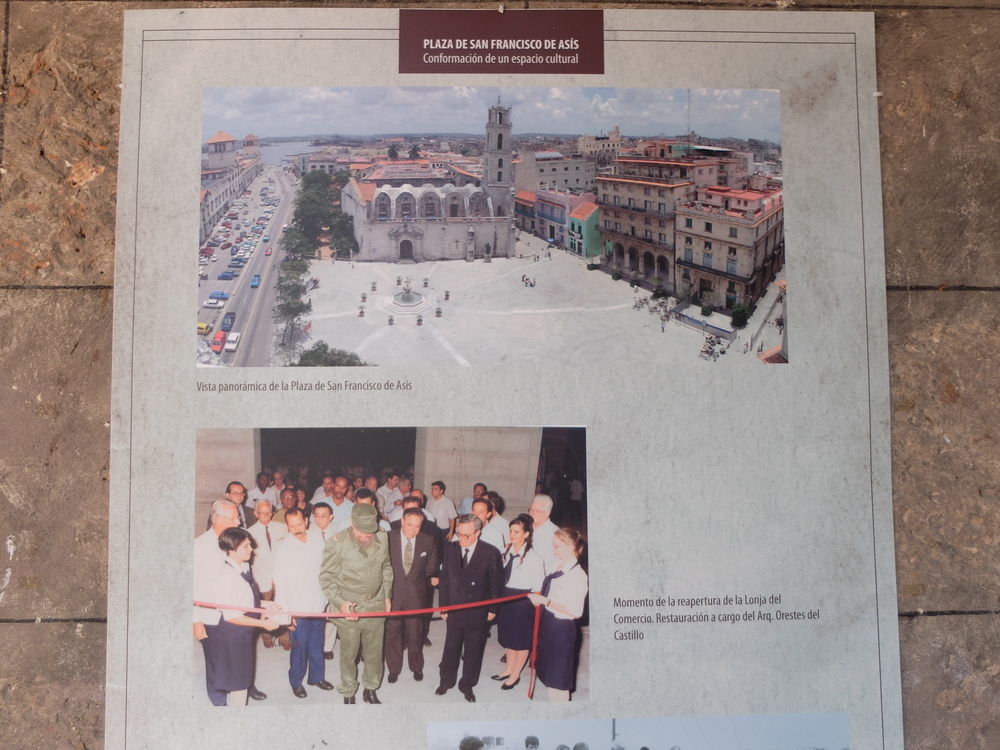 PLAZA DE SAN FRANCISCO DE ASÍS
Conformación de un espacio cultural
Vista panorámica de la Plaza de San Francisco de Asís
Momento de la reapertura de la Lonja del
Comercio. Restauración a cargo del Arq. Orestes del
Castillo